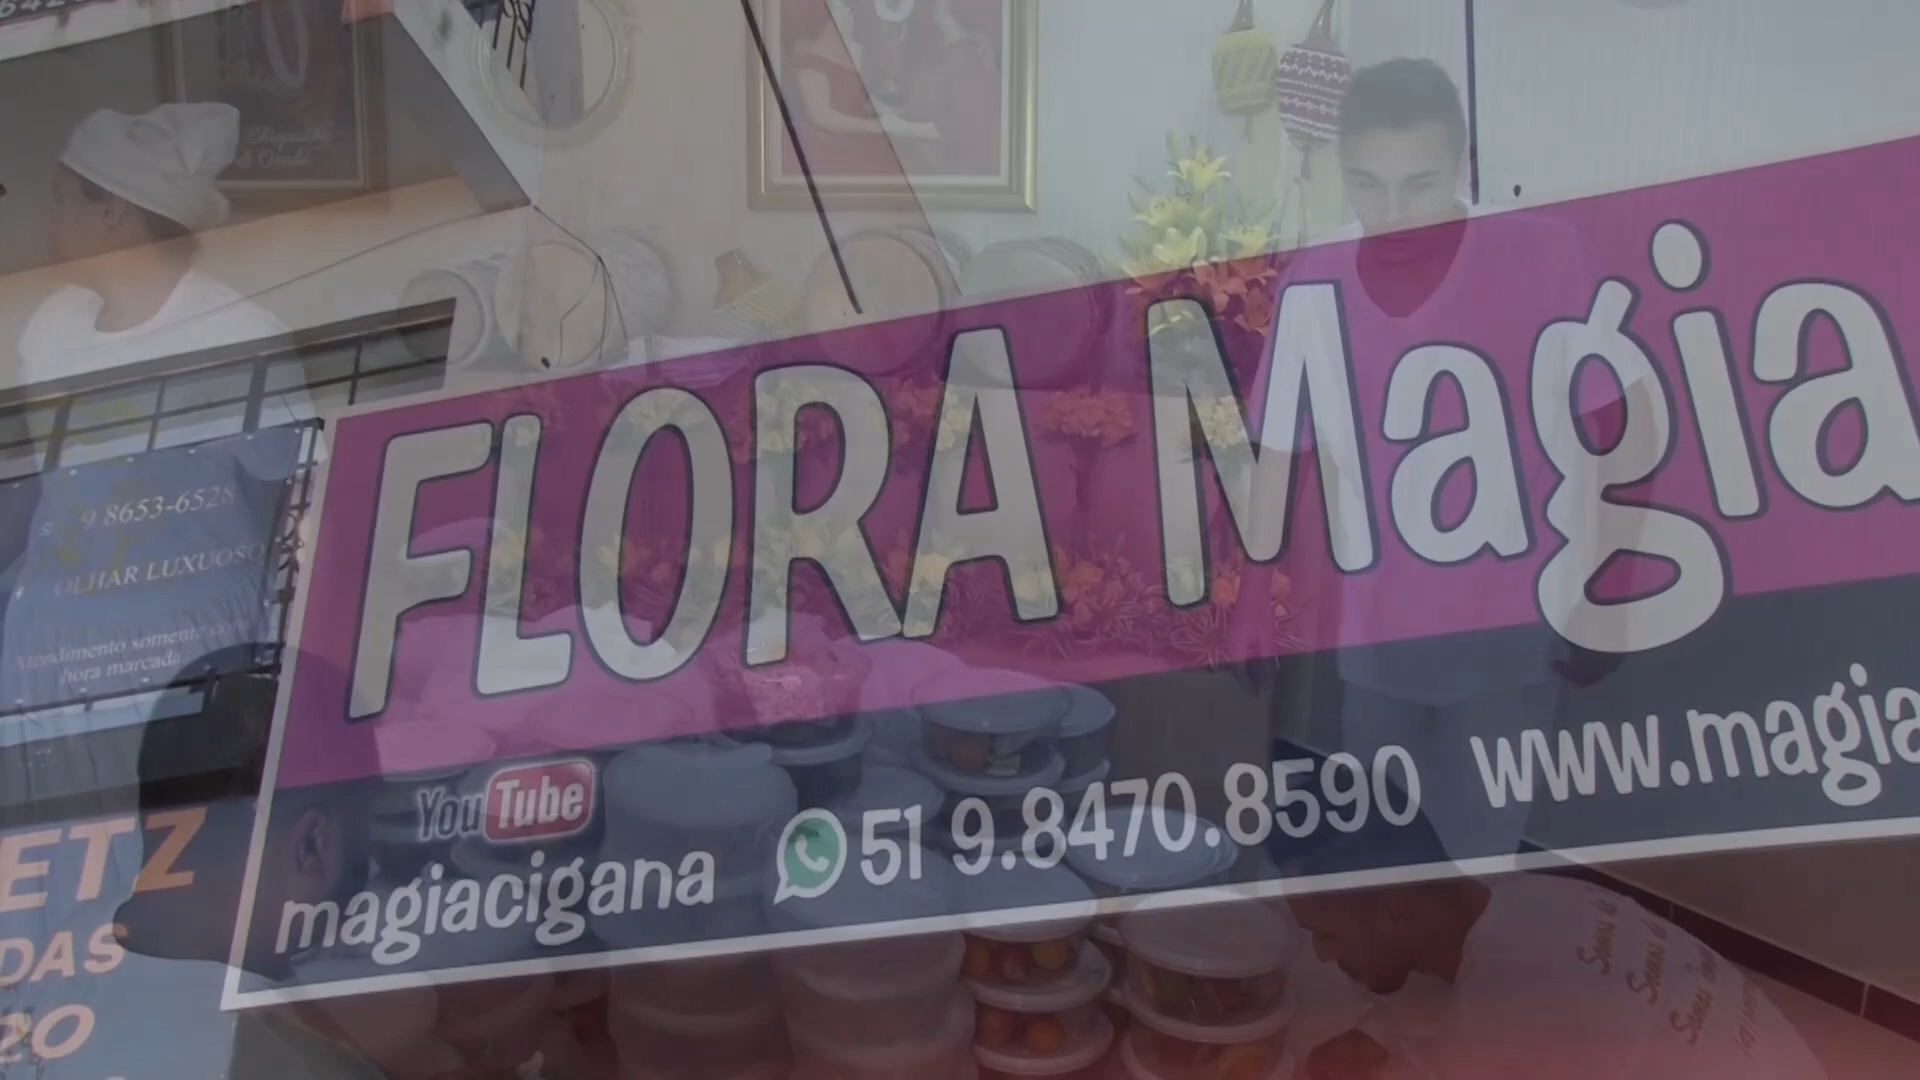 9 8653-6528
OLHAR LUXUOSO
Atendimento somente com
hora marcada
ETZ
DAS
20
FLORA Magia
YouTube
magiacigana
51 9.8470.8590
www.magia